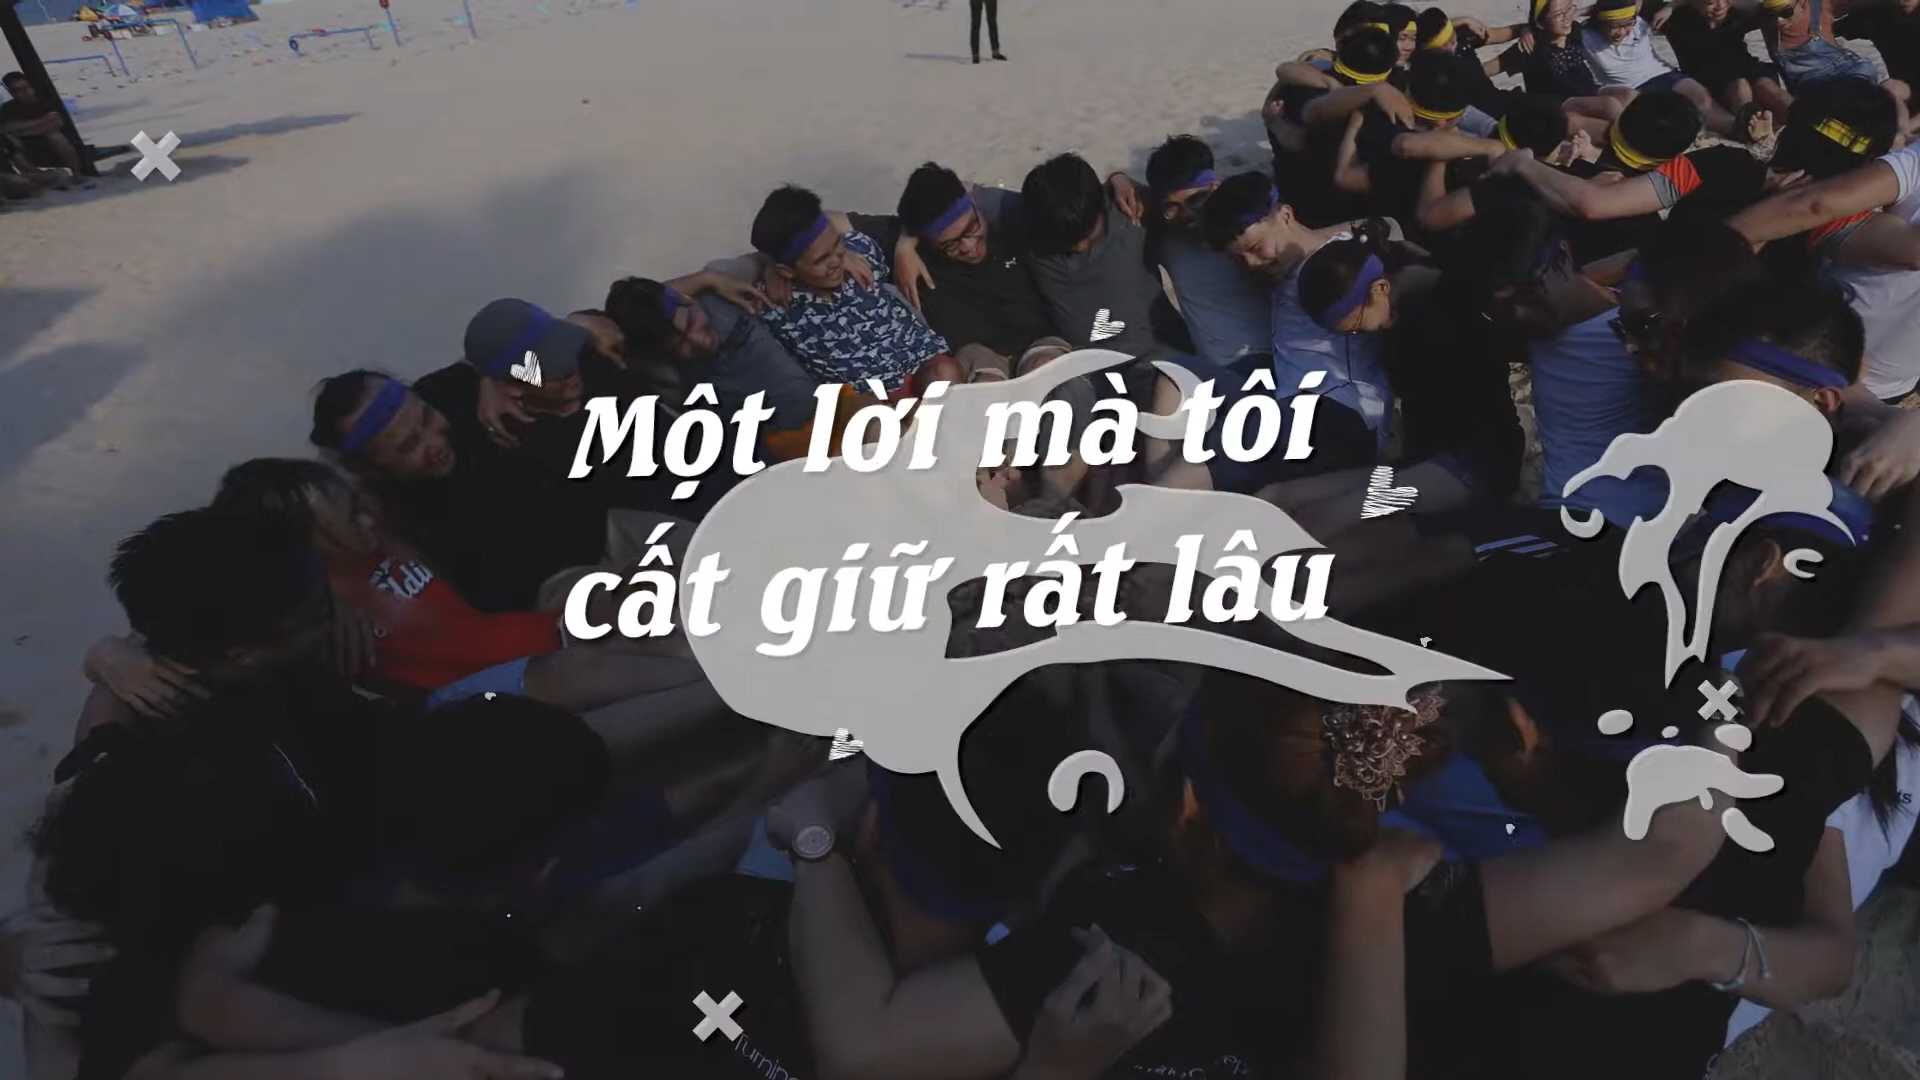 Một lời mà tôi
cất giữ rất lâu